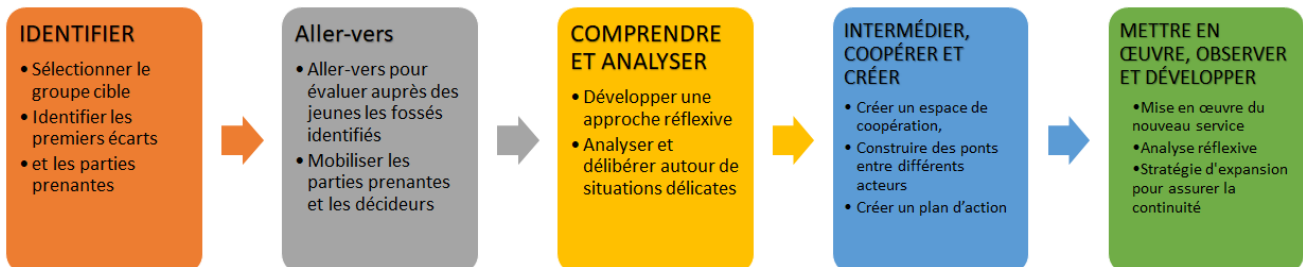 IDENTIFIER
• Sélectionner le
groupe cible
• Identifier les
premiers écarts
• et les parties
prenantes
Aller-vers
• Aller-vers pour
évaluer auprès des
jeunes les fossés
identifiés
• Mobiliser les
parties prenantes
et les décideurs
COMPRENDRE
ET ANALYSER
• Développer une
approche réflexive
• Analyser et
délibérer autour de
situations délicates
INTERMÉDIER,
COOPÉRER ET
CRÉER
• Créer un espace de
coopération,
• Construire des ponts
entre différents
acteurs
• Créer un plan d’action
METTRE EN
ŒUVRE, OBSERVER
ET DÉVELOPPER
•Mise en œuvre du
nouveau service
•Analyse réflexive
•Stratégie d'expansion
pour assurer la
continuité